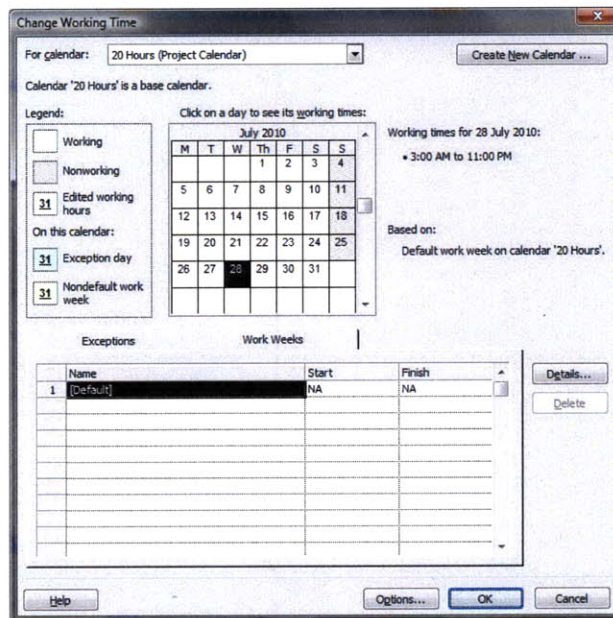 Change Working Time
For calendar: 20 Hours (Project Calendar) Create New Calendar ...
Calendar '20 Hours' is a base calendar.
Legend:
Working
Nonworking
31 Edited working
hours
On this calendar:
31 Exception day
31 Nondefault work
week
Click on a day to see its working times:
July 2010
M T W Th F S S
1 2 3 4
5 6 7 8 9 10 11
12 13 14 15 16 17 18
19 20 21 22 23 24 25
26 27 28 29 30 31
Working times for 28 July 2010:
• 3:00 AM to 11:00 PM
Based on:
Default work week on calendar '20 Hours'.
Exceptions Work Weeks
Name Start Finish
1 [Default] NA NA
Details...
Delete
Help Options... OK Cancel